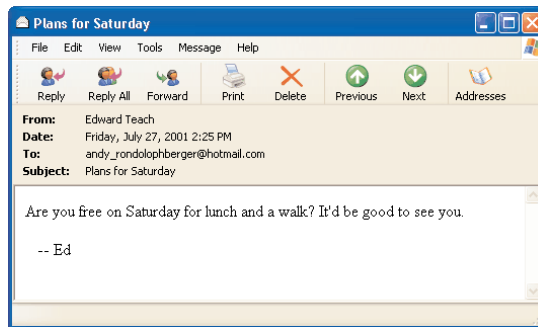 Plans for Saturday
File Edit View Tools Message Help
Reply Reply All Forward Print Delete Previous Next Addresses
From: Edward Teach
Date: Friday, July 27, 2001 2:25 PM
To: andy_rondolophberger@hotmail.com
Subject: Plans for Saturday
Are you free on Saturday for lunch and a walk? It'd be good to see you.
-- Ed